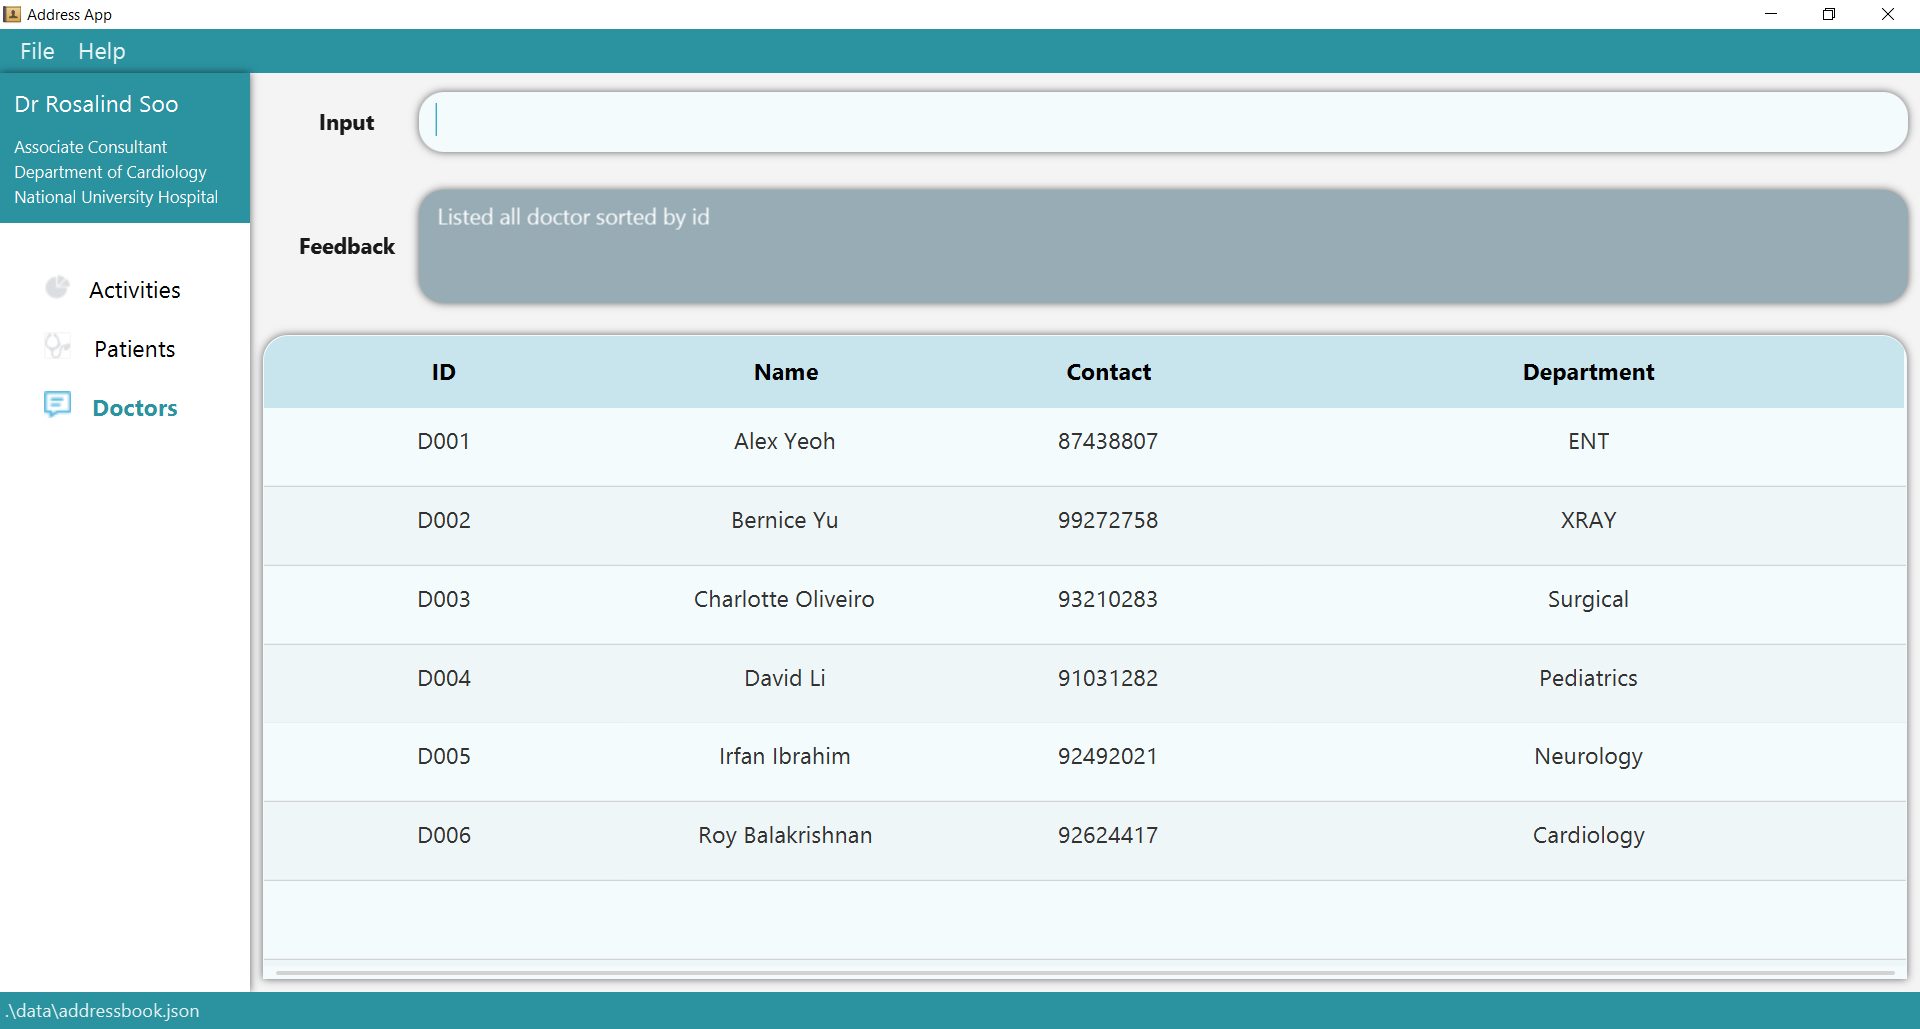 Address App
File Help
Dr Rosalind Soo
Associate Consultant
Department of Cardiology
National University Hospital
Activities
Patients
Doctors
Input
Feedback
Listed all doctor sorted by id
ID Name Contact Department
D001 Alex Yeoh 87438807 ENT
D002 Bernice Yu 99272758 XRAY
D003 Charlotte Oliveiro 93210283 Surgical
D004 David Li 91031282 Pediatrics
D005 Irfan Ibrahim 92492021 Neurology
D006 Roy Balakrishnan 92624417 Cardiology
.\data\addressbook.json